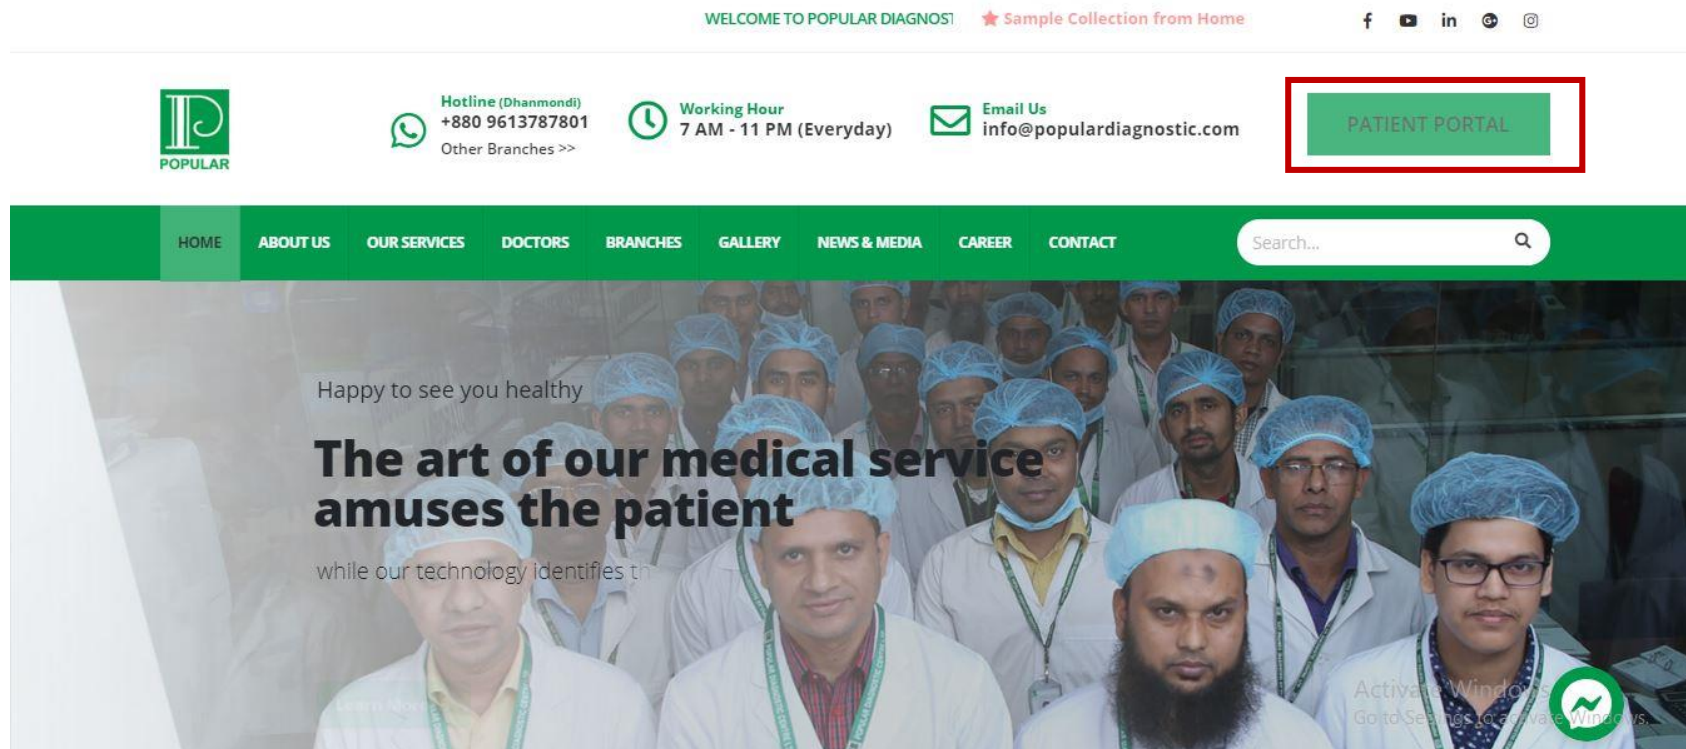 WELCOME TO POPULAR DIAGNOS
Sample Collection from Home
POPULAR
Hotline (Dhanmondi)
+880 9613787801
Other Branches >>
Working Hour
7 AM - 11 PM (Everyday)
Email Us
info@populardiagnostic.com
PATIENT PORTAL
HOME
ABOUT US
OUR SERVICES
DOCTORS
BRANCHES
GALLERY
NEWS & MEDIA
CAREER
CONTACT
Search...
Happy to see you healthy
The art of our medical service
amuses the patient
while our technology identifies th
Learn More
Activate Windows
Go to Settings to activate Windows.